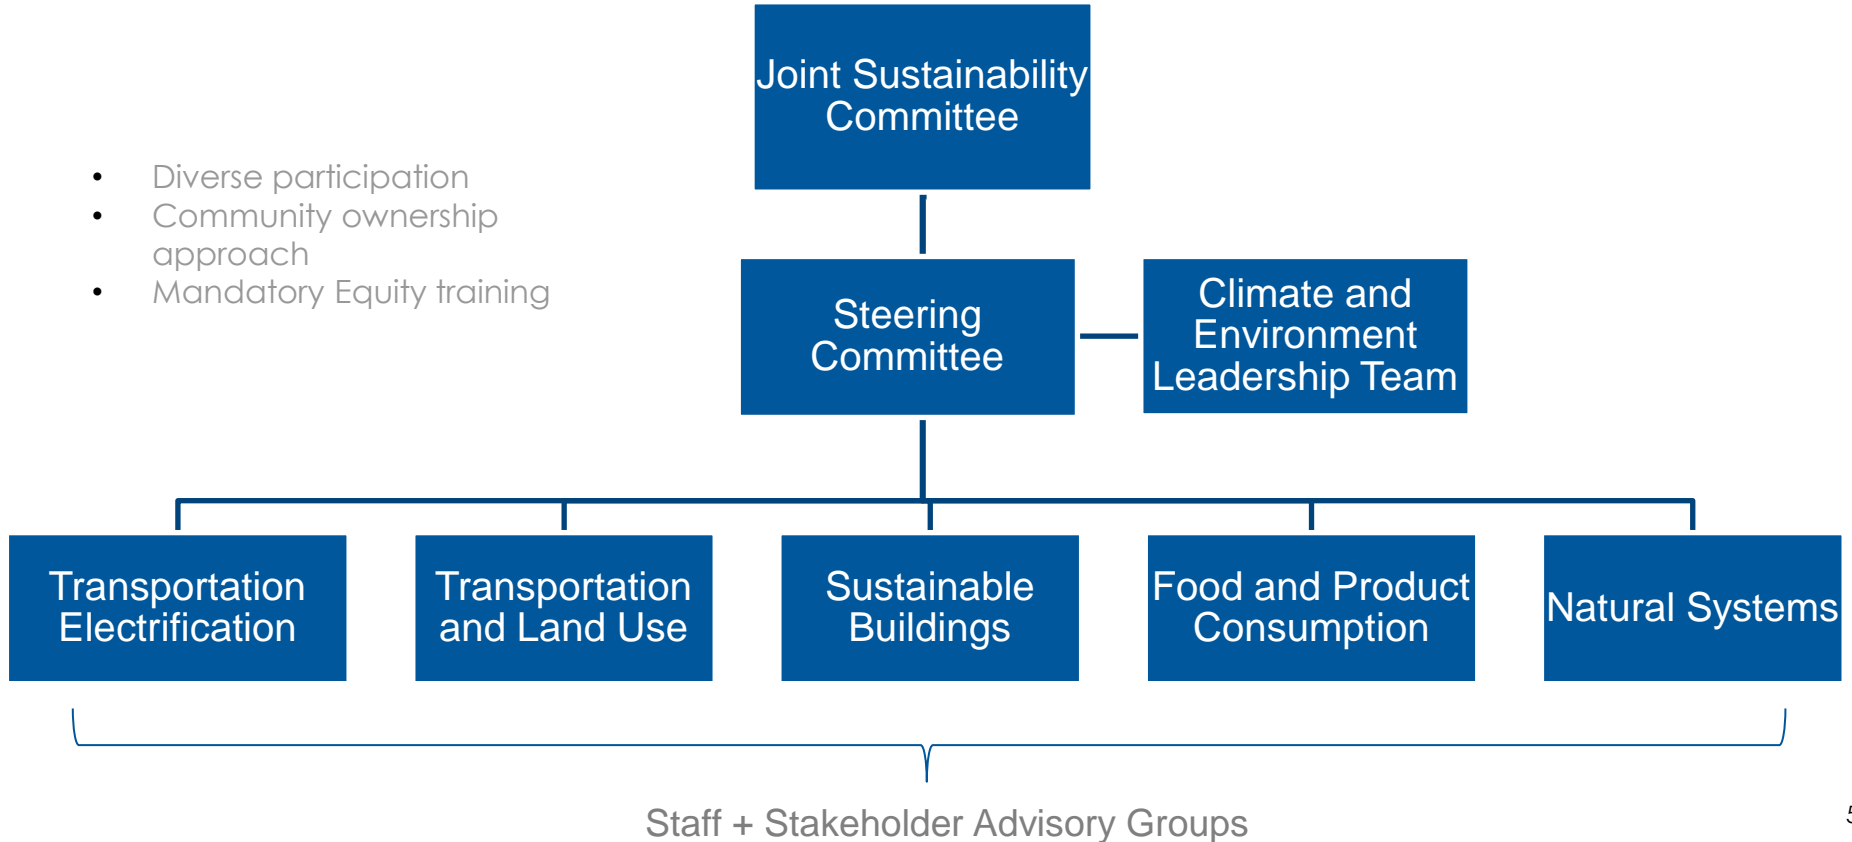 Joint Sustainability
Committee
• Diverse participation
• Community ownership
approach
• Mandatory Equity training
Steering
Committee
Climate and
Environment
Leadership Team
Transportation
Electrification
Transportation
and Land Use
Sustainable
Buildings
Food and Product
Consumption
Natural Systems
Staff + Stakeholder Advisory Groups
5